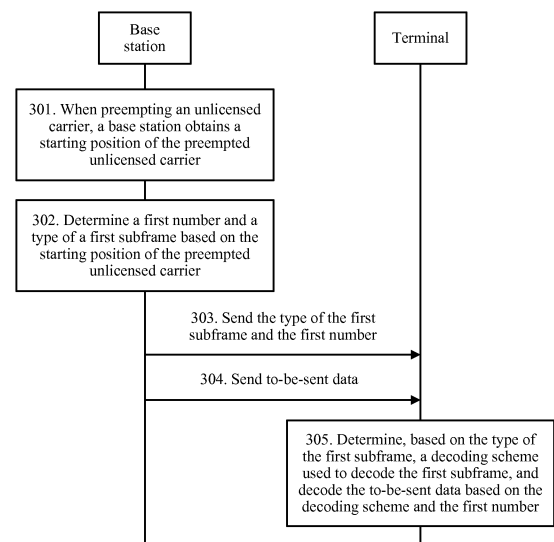 Base
station
Terminal
301. When preempting an unlicensed
carrier, a base station obtains a
starting position of the preempted
unlicensed carrier
302. Determine a first number and a
type of a first subframe based on the
starting position of the preempted
unlicensed carrier
303. Send the type of the first
subframe and the first number
304. Send to-be-sent data
305. Determine, based on the type of
the first subframe, a decoding scheme
used to decode the first subframe, and
decode the to-be-sent data based on the
decoding scheme and the first number